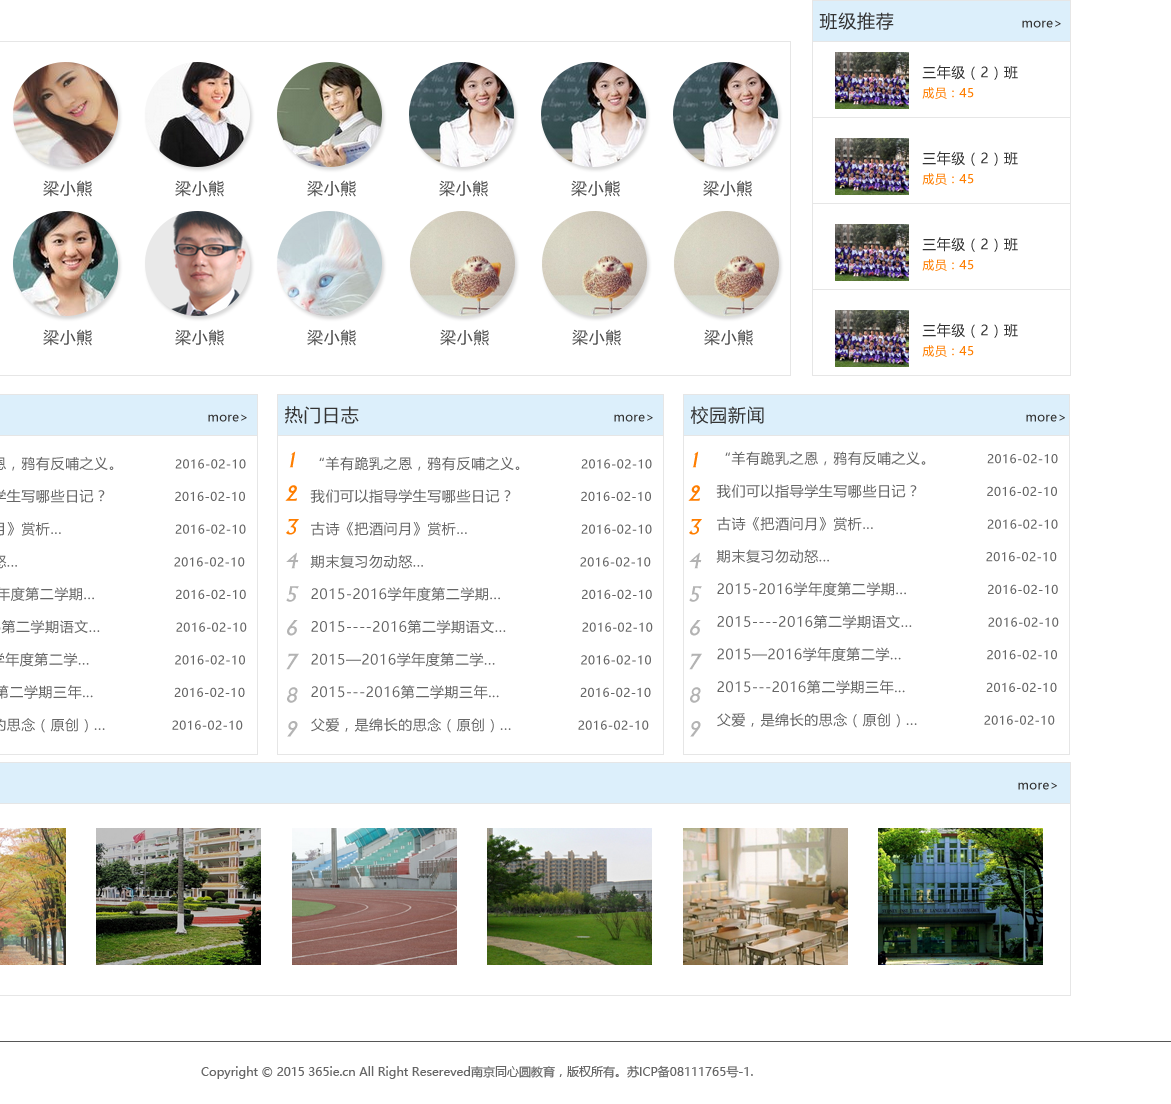 班级推荐 more>
三年级（2）班
成员：45
三年级（2）班
成员：45
三年级（2）班
成员：45
三年级（2）班
成员：45
梁小熊 梁小熊 梁小熊 梁小熊 梁小熊 梁小熊
梁小熊 梁小熊 梁小熊 梁小熊 梁小熊 梁小熊
more>
恩，鸦有反哺之义。 2016-02-10
学生写哪些日记？ 2016-02-10
月》赏析... 2016-02-10
怒... 2016-02-10
年度第二学期... 2016-02-10
第二学期语文... 2016-02-10
学年度第二学... 2016-02-10
第二学期三年... 2016-02-10
的思念（原创）... 2016-02-10
热门日志 more>
1 “羊有跪乳之恩，鸦有反哺之义。 2016-02-10
2 我们可以指导学生写哪些日记？ 2016-02-10
3 古诗《把酒问月》赏析... 2016-02-10
4 期末复习勿动怒... 2016-02-10
5 2015-2016学年度第二学期... 2016-02-10
6 2015----2016第二学期语文... 2016-02-10
7 2015—2016学年度第二学... 2016-02-10
8 2015---2016第二学期三年... 2016-02-10
9 父爱，是绵长的思念（原创）... 2016-02-10
校园新闻 more>
1 “羊有跪乳之恩，鸦有反哺之义。 2016-02-10
2 我们可以指导学生写哪些日记？ 2016-02-10
3 古诗《把酒问月》赏析... 2016-02-10
4 期末复习勿动怒... 2016-02-10
5 2015-2016学年度第二学期... 2016-02-10
6 2015----2016第二学期语文... 2016-02-10
7 2015—2016学年度第二学... 2016-02-10
8 2015---2016第二学期三年... 2016-02-10
9 父爱，是绵长的思念（原创）... 2016-02-10
more>
Copyright © 2015 365ie.cn All Right Resereved南京同心圆教育，版权所有。苏ICP备08111765号-1.